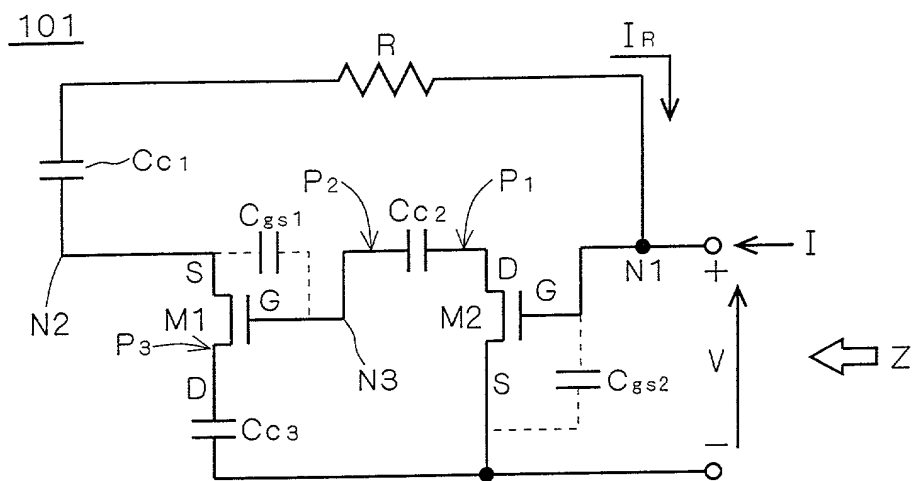 101
R
IR
Cc1
P2
P1
Cgs1
Cc2
I
S
D
N1
+
N2
M1
G
M2
G
P3
N3
V
Z
D
S
Cgs2
Cc3
−